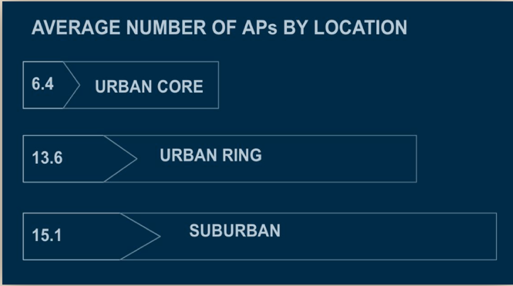 AVERAGE NUMBER OF APs BY LOCATION
6.4 URBAN CORE
13.6 URBAN RING
15.1 SUBURBAN